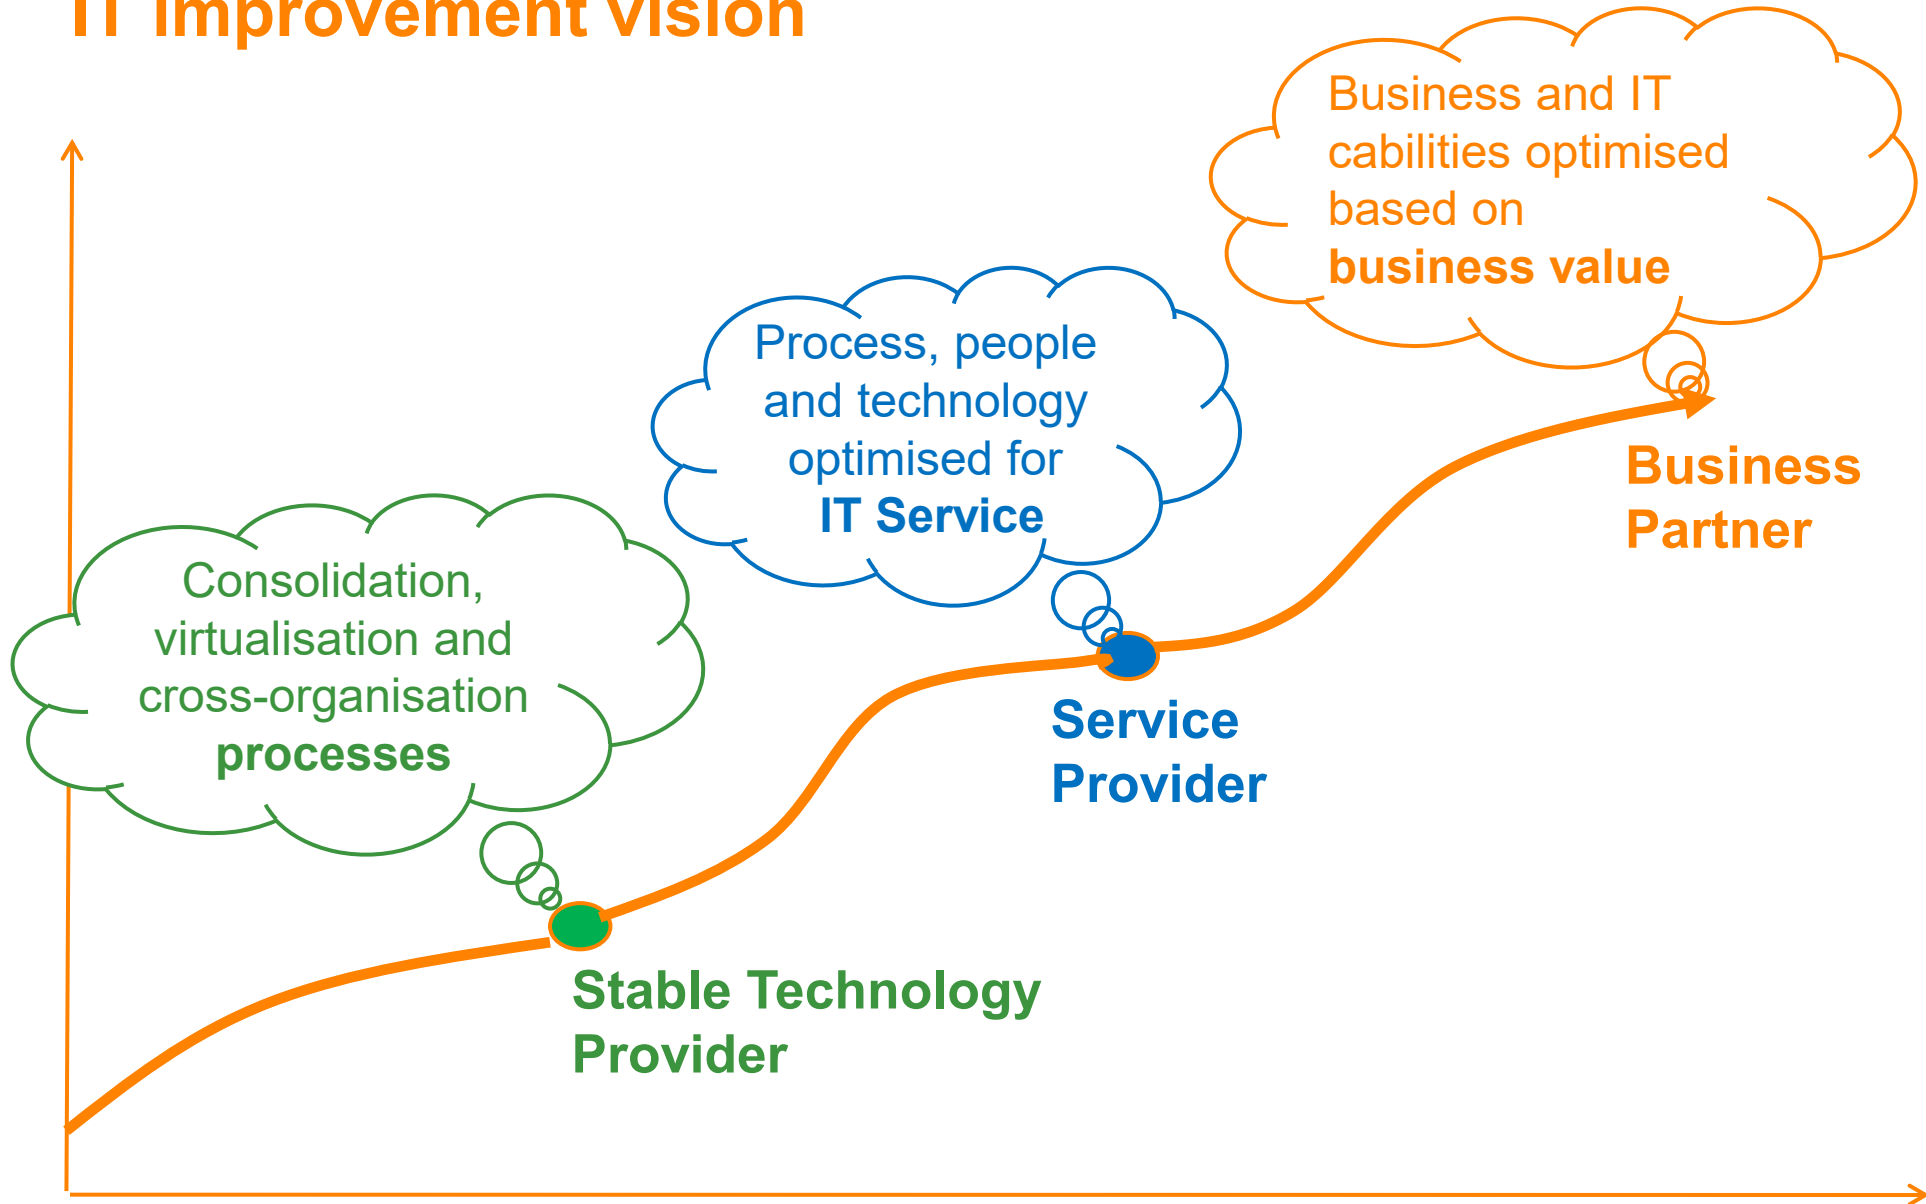 IT improvement vision
Business and IT
cabilities optimised
based on
business value
Process, people
and technology
optimised for
IT Service
Business
Partner
Consolidation,
virtualisation and
cross-organisation
processes
Service
Provider
Stable Technology
Provider